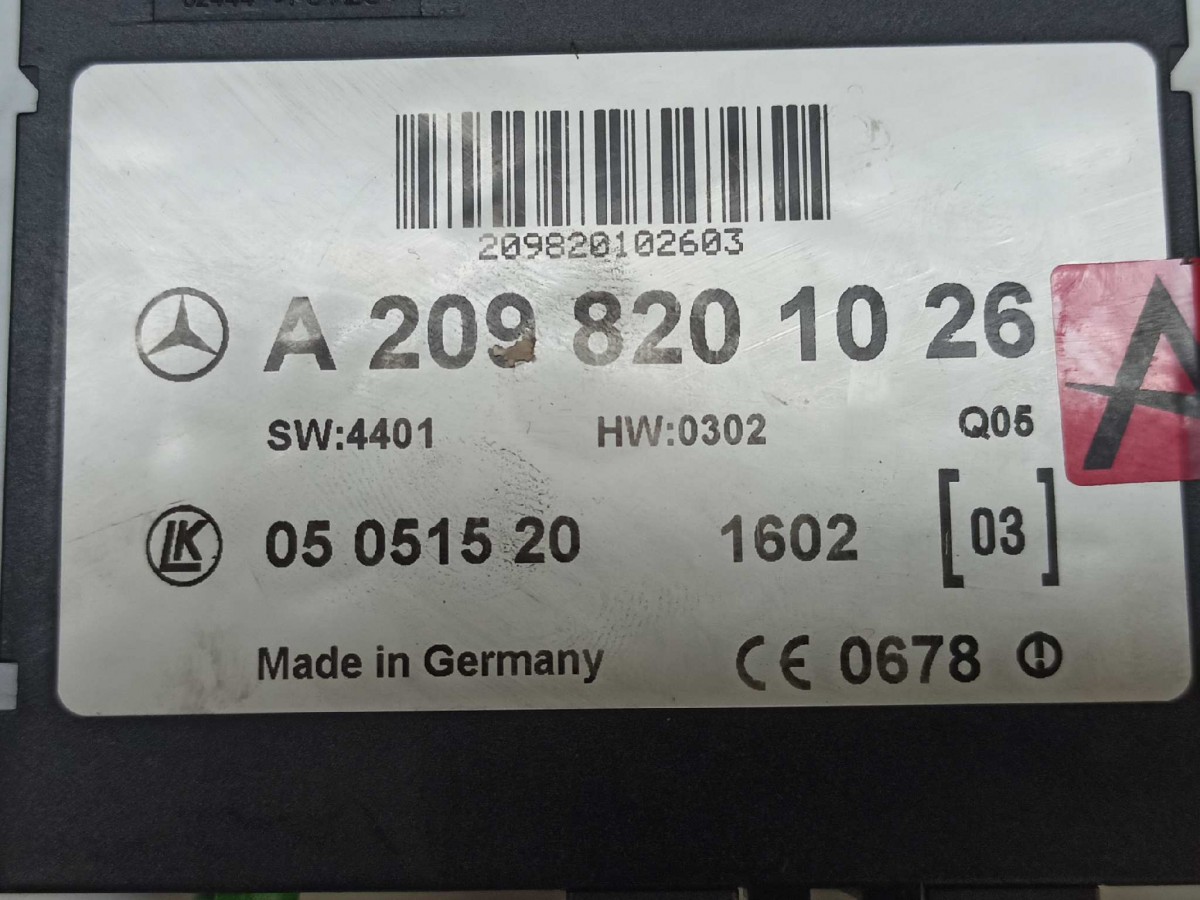 209820102603
A 209 820 10 26
SW:4401 HW:0302 Q05
LK 05 0515 20 1602 [03]
Made in Germany CE 0678
A